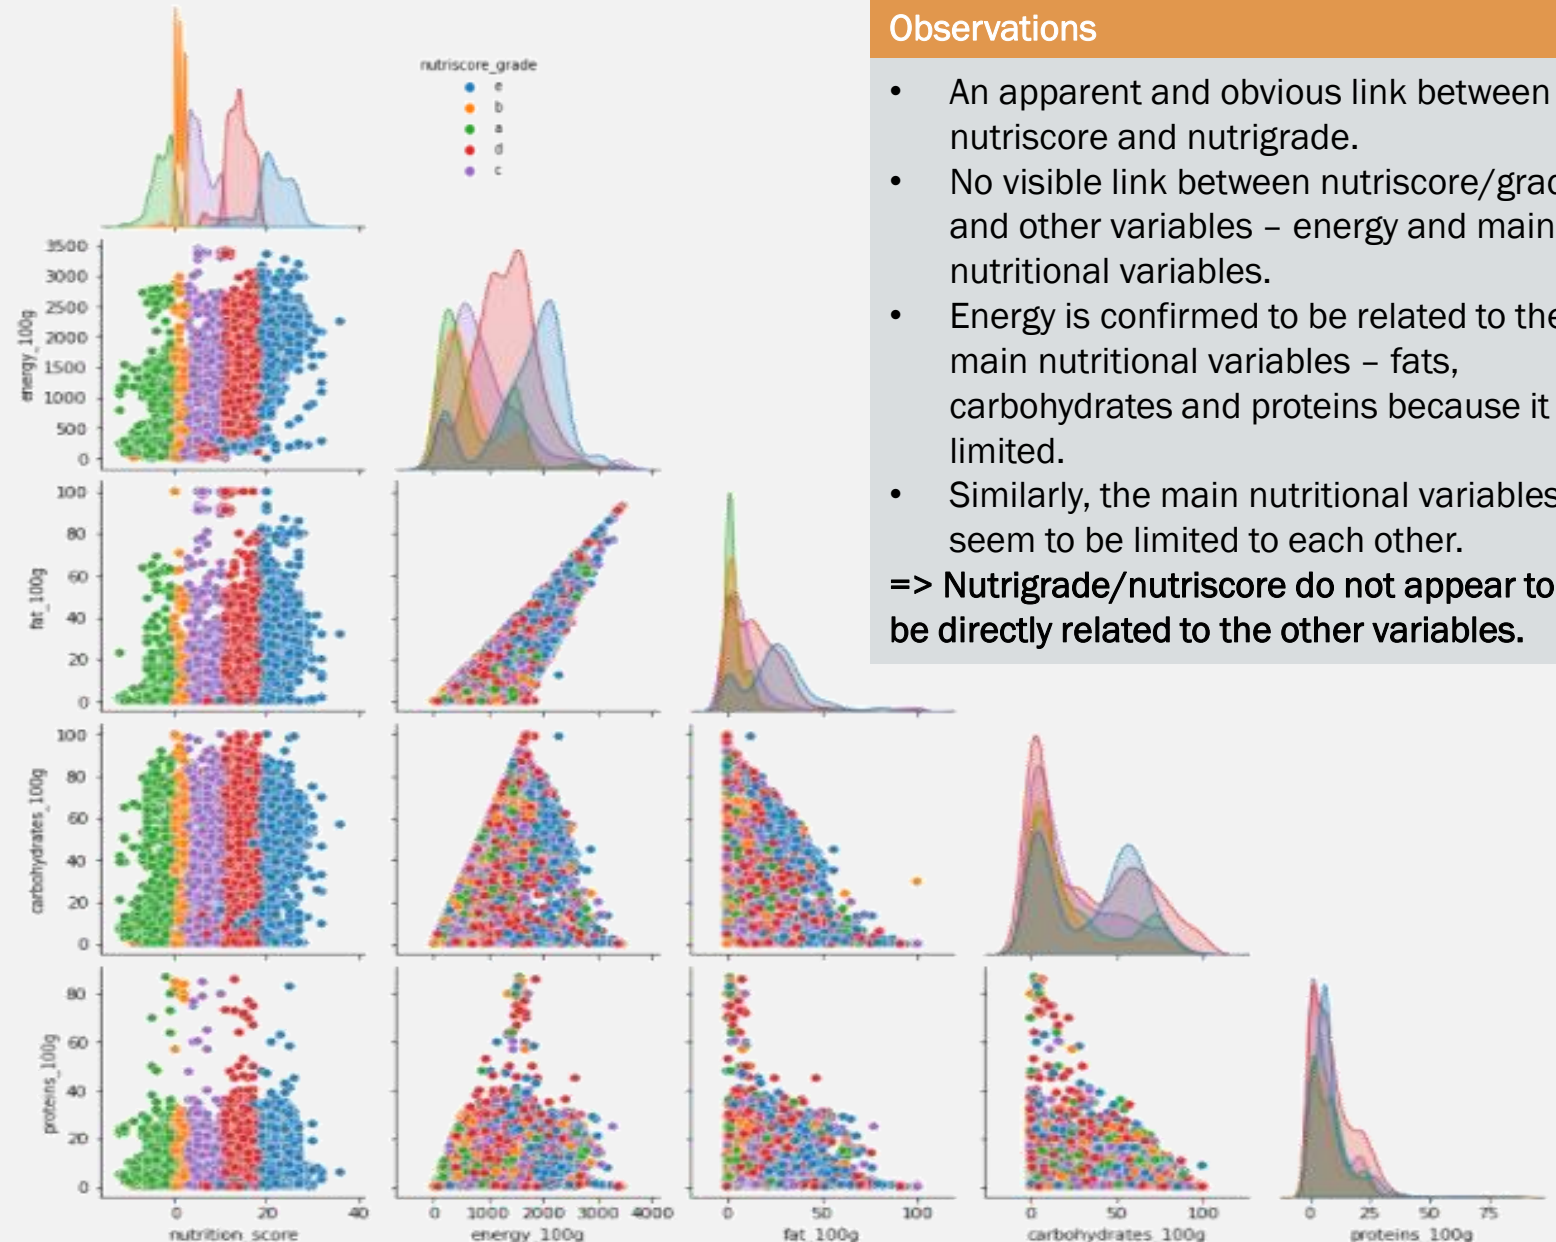 Observations
• An apparent and obvious link between
nutriscore and nutrigrade.
• No visible link between nutriscore/grad
and other variables – energy and main
nutritional variables.
• Energy is confirmed to be related to the
main nutritional variables – fats,
carbohydrates and proteins because it
limited.
• Similarly, the main nutritional variables
seem to be limited to each other.
=> Nutrigrade/nutriscore do not appear to
be directly related to the other variables.
nutriscore_grade
e
b
a
d
c
3500
3000
2500
2000
1500
1000
500
0
energy_100g
100
80
60
40
20
0
fat_100g
100
80
60
40
20
0
carbohydrates_100g
80
60
40
20
0
proteins_100g
0 20 40
nutrition_score
0 1000 2000 3000 4000
energy_100g
0 50 100
fat_100g
0 50 100
carbohydrates_100g
0 25 50 75
proteins_100g